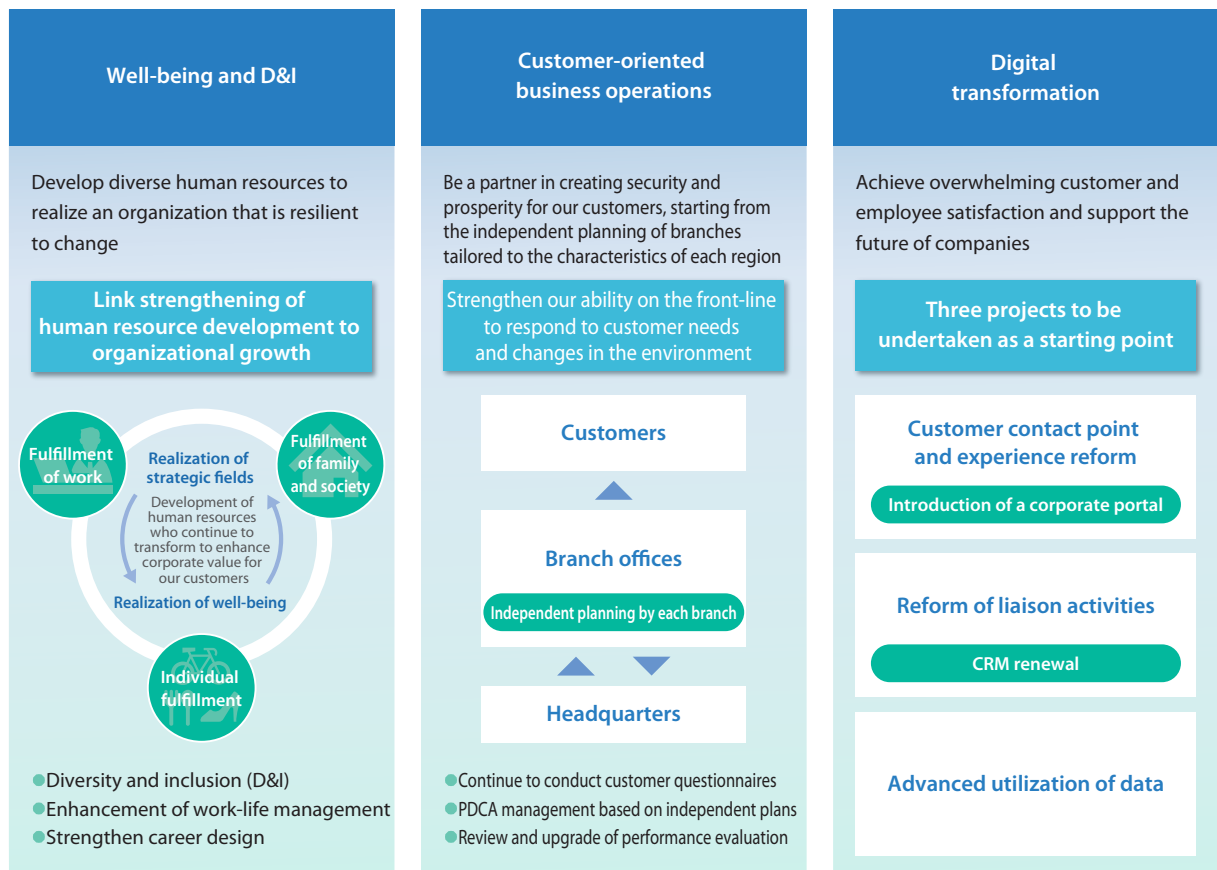 Well-being and D&I
Develop diverse human resources to
realize an organization that is resilient
to change
Link strengthening of
human resource development to
organizational growth
Fulfillment
of work
Fulfillment
of family
and society
Realization of
strategic fields
Development of
human resources
who continue to
transform to enhance
corporate value for
our customers
Realization of well-being
Individual
fulfillment
●Diversity and inclusion (D&I)
●Enhancement of work-life management
●Strengthen career design
Customer-oriented
business operations
Be a partner in creating security and
prosperity for our customers, starting from
the independent planning of branches
tailored to the characteristics of each region
Strengthen our ability on the front-line
to respond to customer needs
and changes in the environment
Customers
Branch offices
Independent planning by each branch
Headquarters
●Continue to conduct customer questionnaires
●PDCA management based on independent plans
●Review and upgrade of performance evaluation
Digital
transformation
Achieve overwhelming customer and
employee satisfaction and support the
future of companies
Three projects to be
undertaken as a starting point
Customer contact point
and experience reform
Introduction of a corporate portal
Reform of liaison activities
CRM renewal
Advanced utilization of data